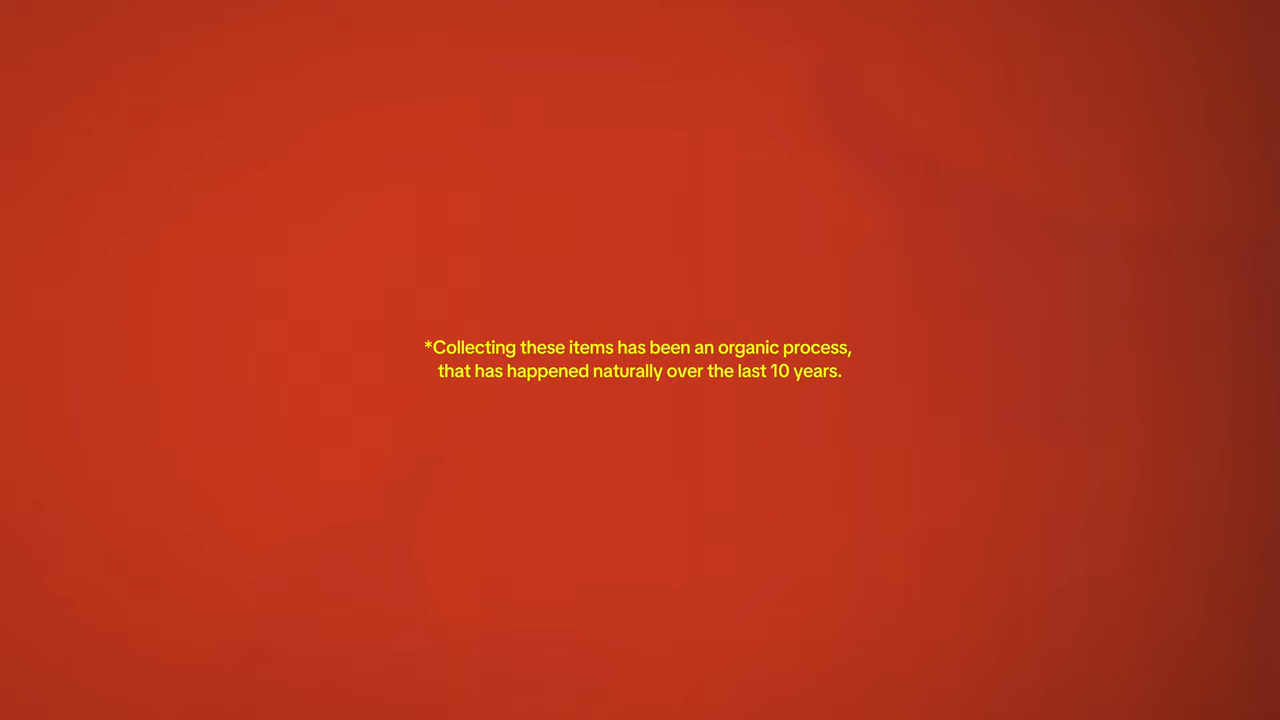 *Collecting these items has been an organic process,
that has happened naturally over the last 10 years.